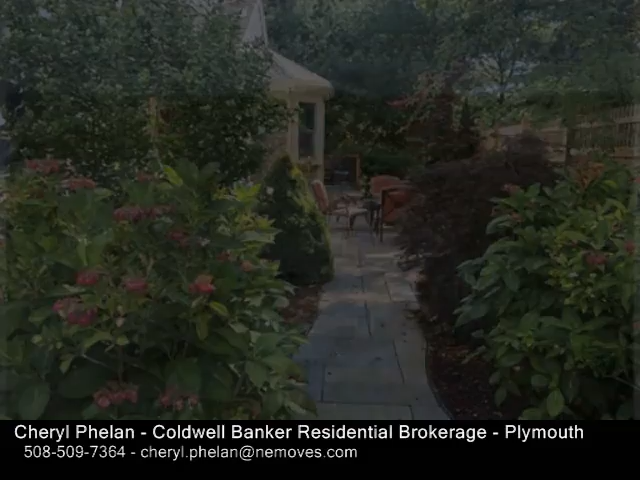 Cheryl Phelan - Coldwell Banker Residential Brokerage - Plymouth
508-509-7364 - cheryl.phelan@nemoves.com